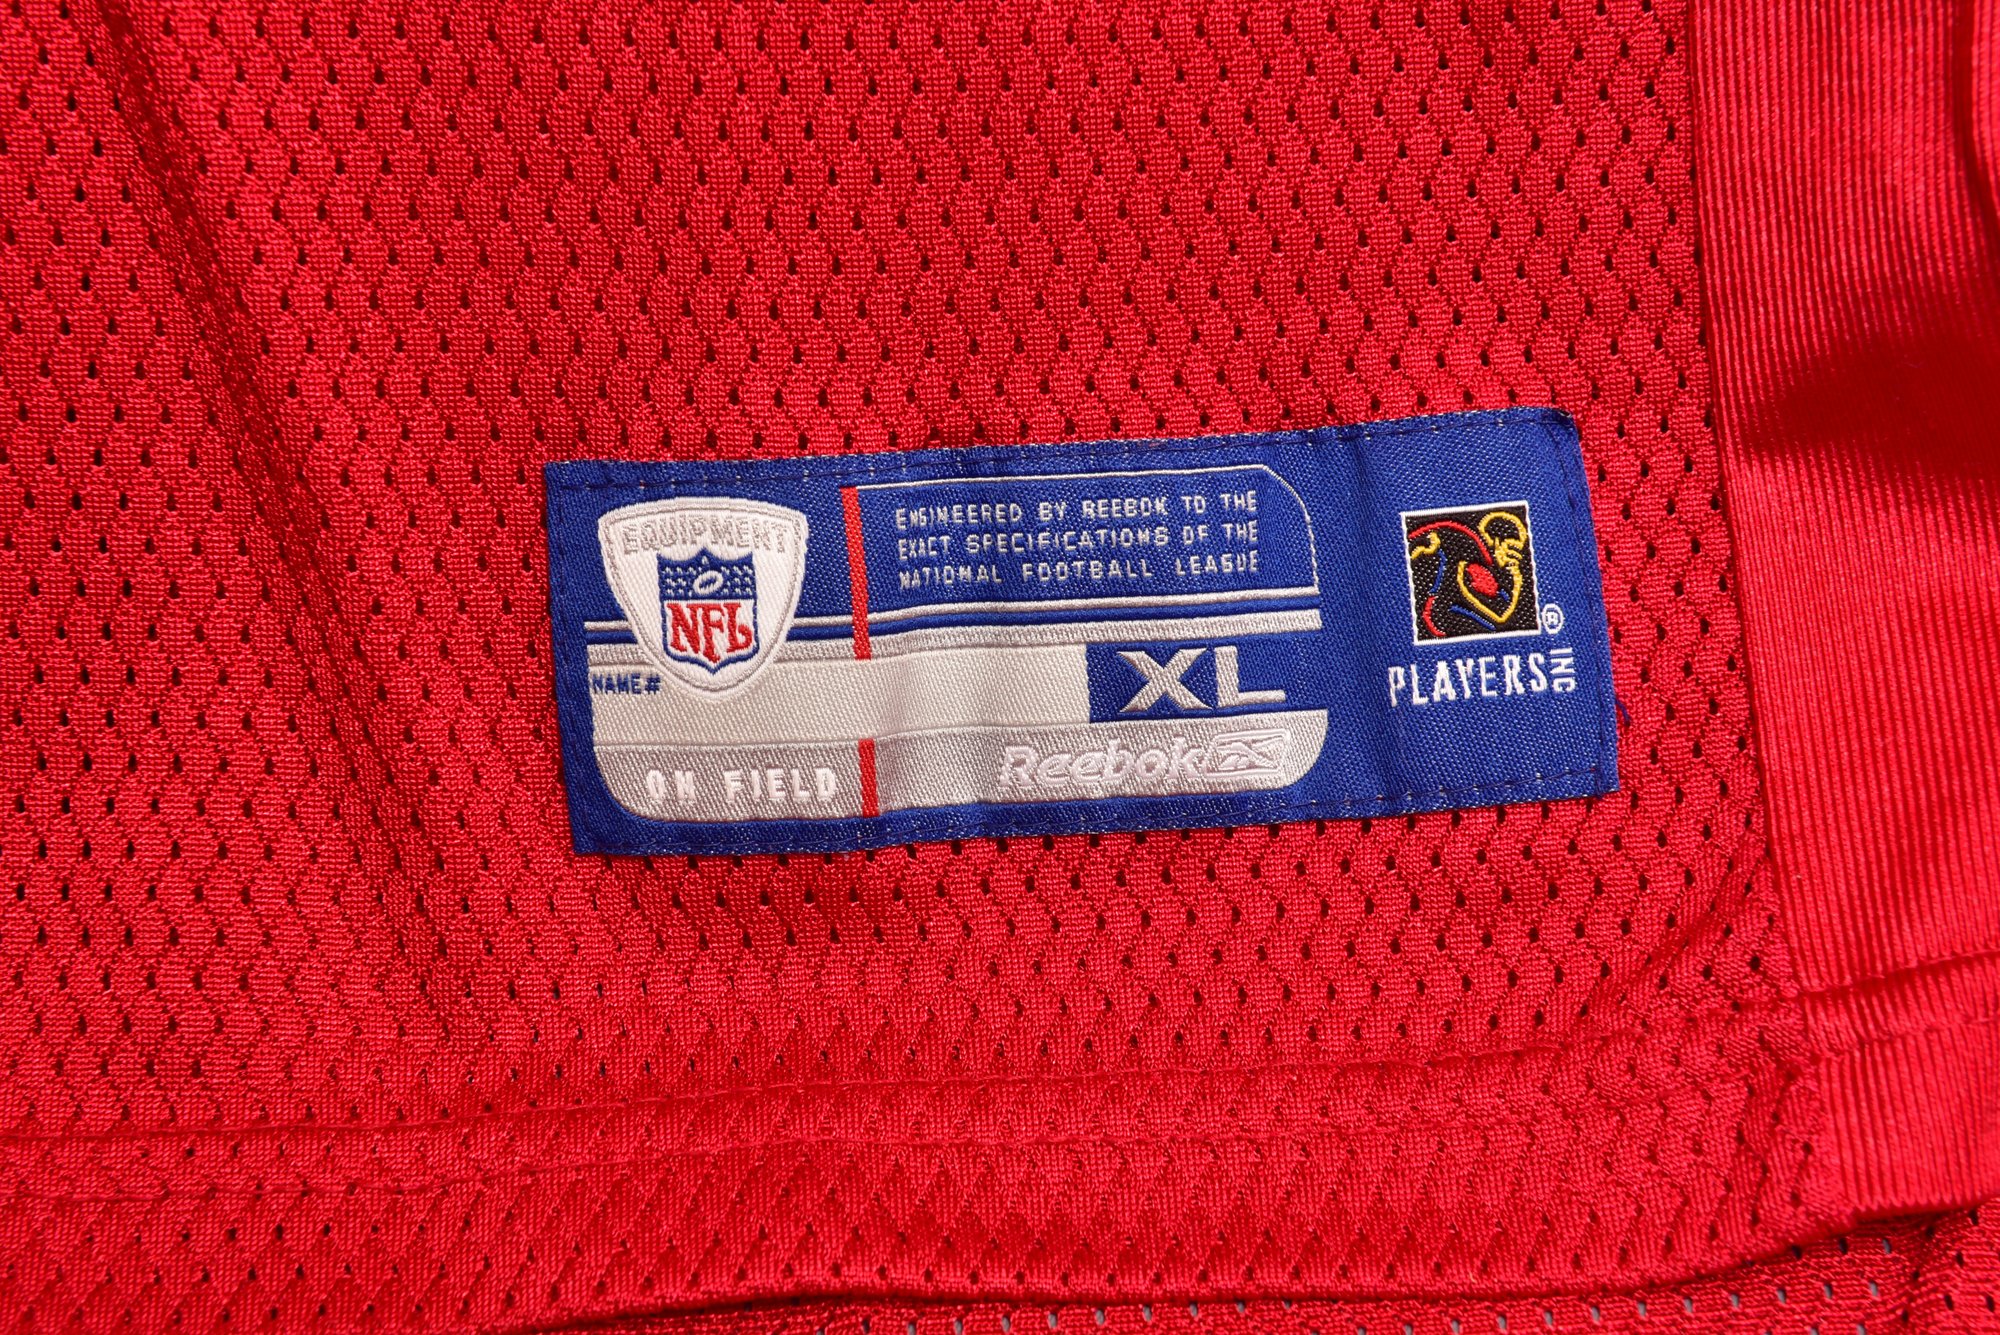 EQUIPMENT
NFL
ENGINEERED BY REEBOK TO THE
EXACT SPECIFICATIONS OF THE
NATIONAL FOOTBALL LEAGUE
NAME#
XL
ON FIELD
Reebok
®
PLAYERS INC